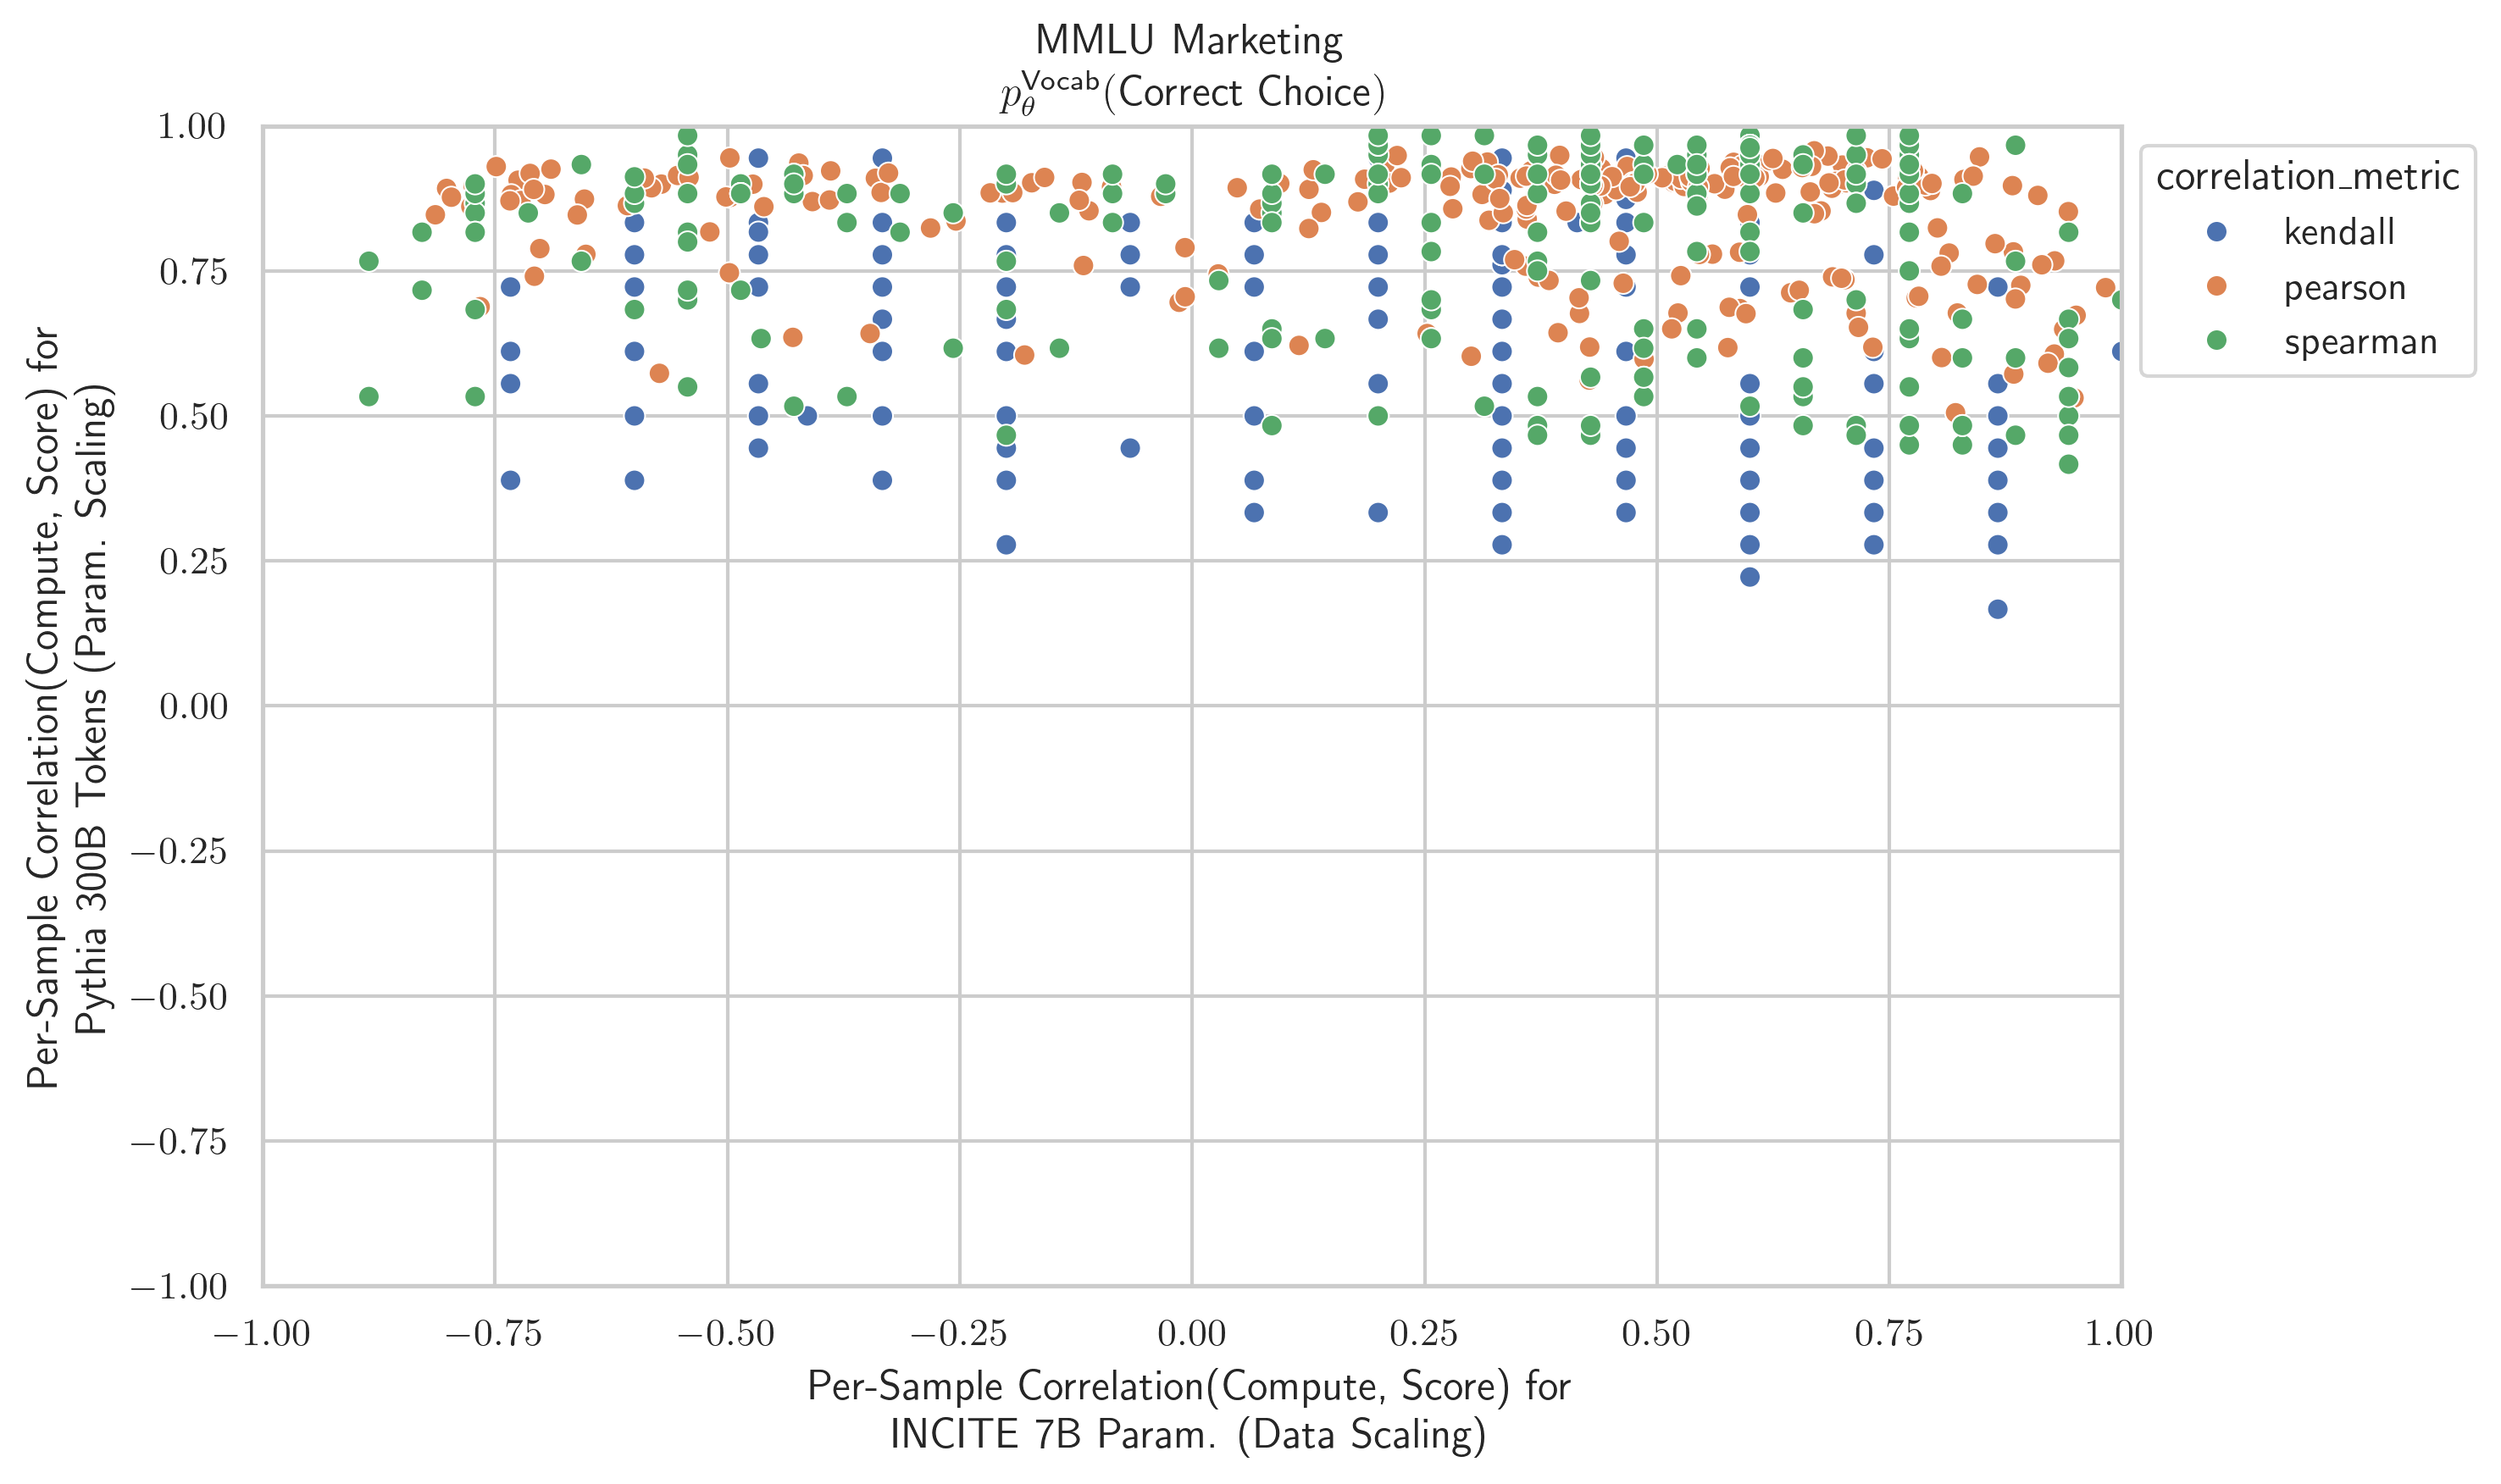 MMLU Marketing
p_θ^Vocab(Correct Choice)
1.00
0.75
0.50
0.25
0.00
−0.25
−0.50
−0.75
−1.00
Per-Sample Correlation(Compute, Score) for
Pythia 300B Tokens (Param. Scaling)
−1.00 −0.75 −0.50 −0.25 0.00 0.25 0.50 0.75 1.00
Per-Sample Correlation(Compute, Score) for
INCITE 7B Param. (Data Scaling)
correlation_metric
kendall
pearson
spearman